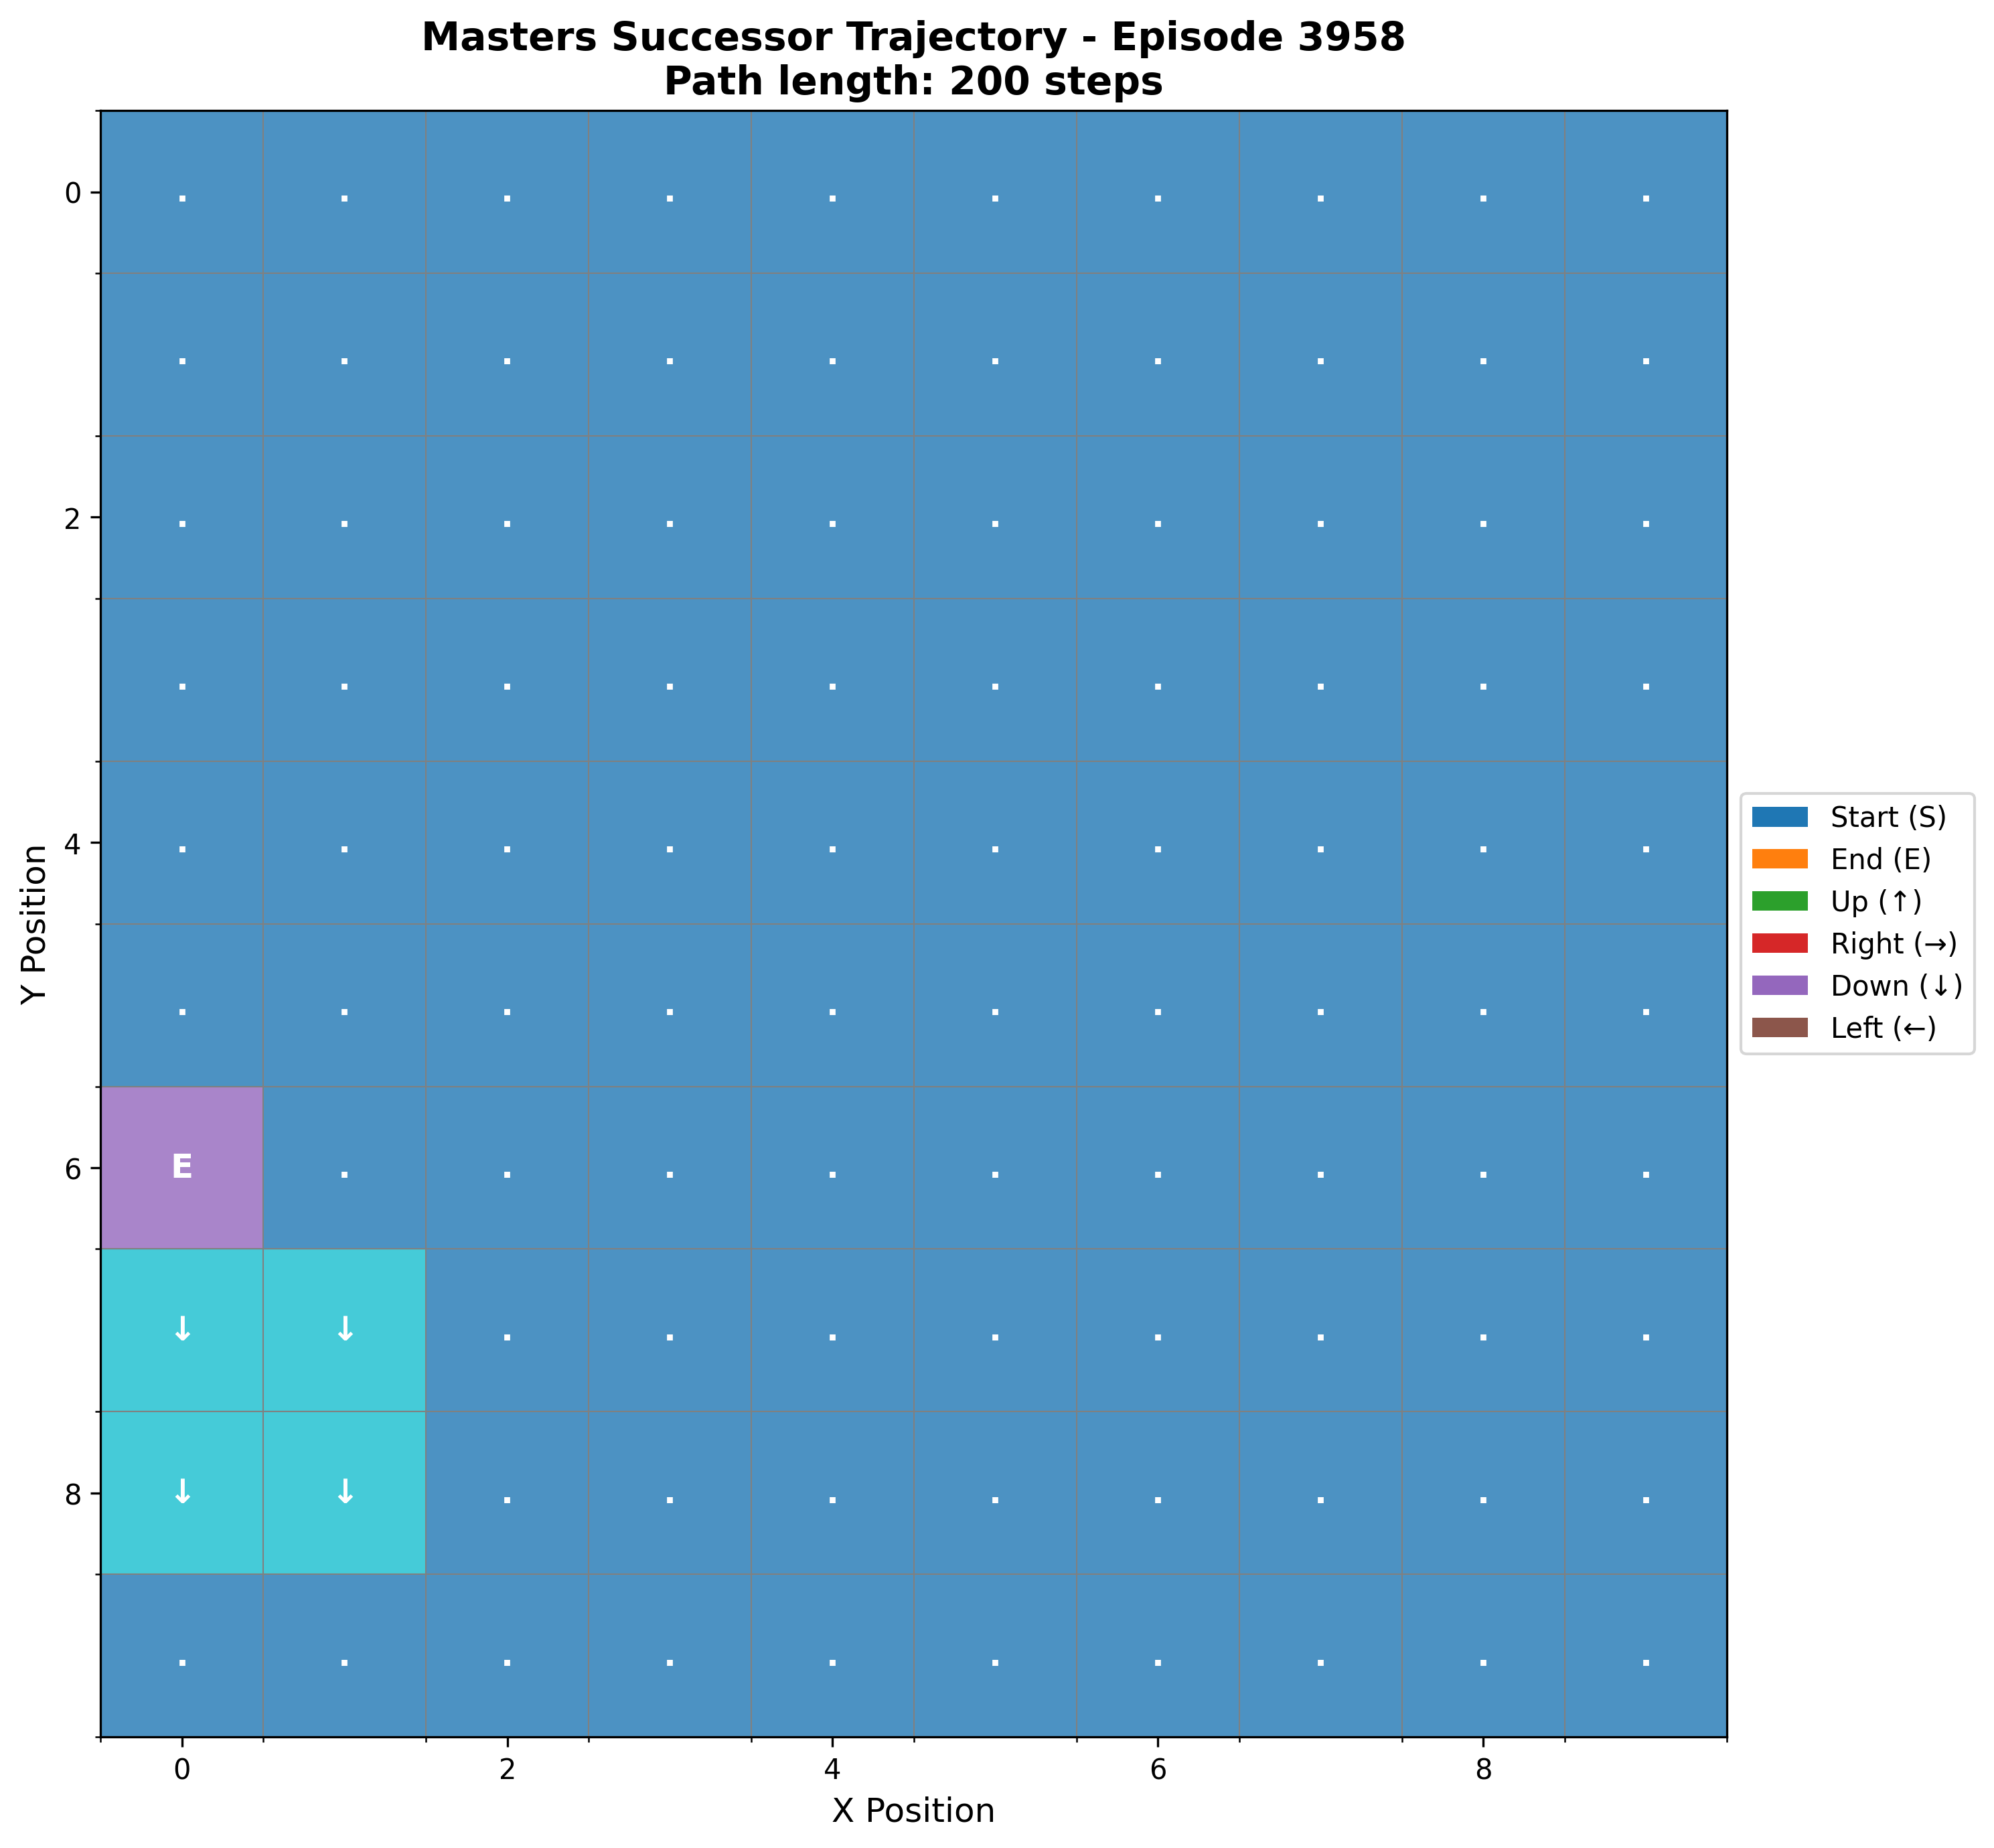 Masters Successor Trajectory - Episode 3958
Path length: 200 steps
0
. . . . . . . . . .
. . . . . . . . . .
2
. . . . . . . . . .
. . . . . . . . . .
4
. . . . . . . . . .
. . . . . . . . . .
6
E . . . . . . . . .
↓ ↓ . . . . . . . .
8
↓ ↓ . . . . . . . .
. . . . . . . . . .
0 2 4 6 8
X Position
Y Position
Start (S)
End (E)
Up (↑)
Right (→)
Down (↓)
Left (←)